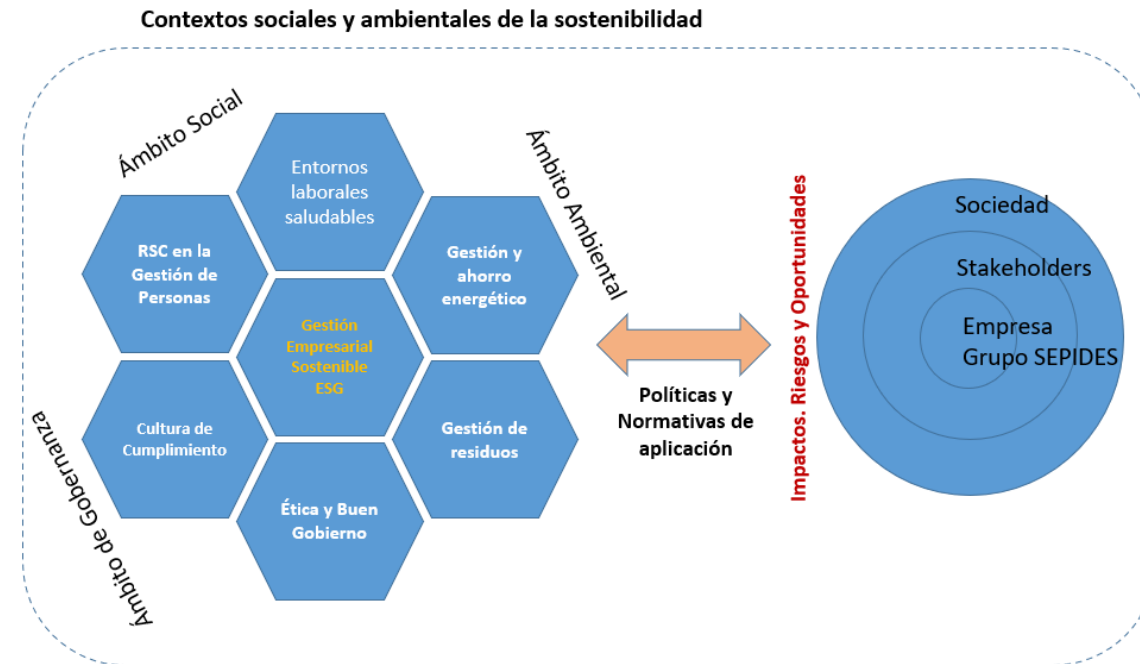 Contextos sociales y ambientales de la sostenibilidad
Ámbito Social
Entornos
laborales
saludables
Ámbito Ambiental
RSC en la
Gestión de
Personas
Gestión y
ahorro
energético
Gestión
Empresarial
Sostenible
ESG
Cultura de
Cumplimiento
Gestión de
residuos
Ética y Buen
Gobierno
Ámbito de Gobernanza
Políticas y
Normativas de
aplicación
Impactos. Riesgos y Oportunidades
Sociedad
Stakeholders
Empresa
Grupo SEPIDES